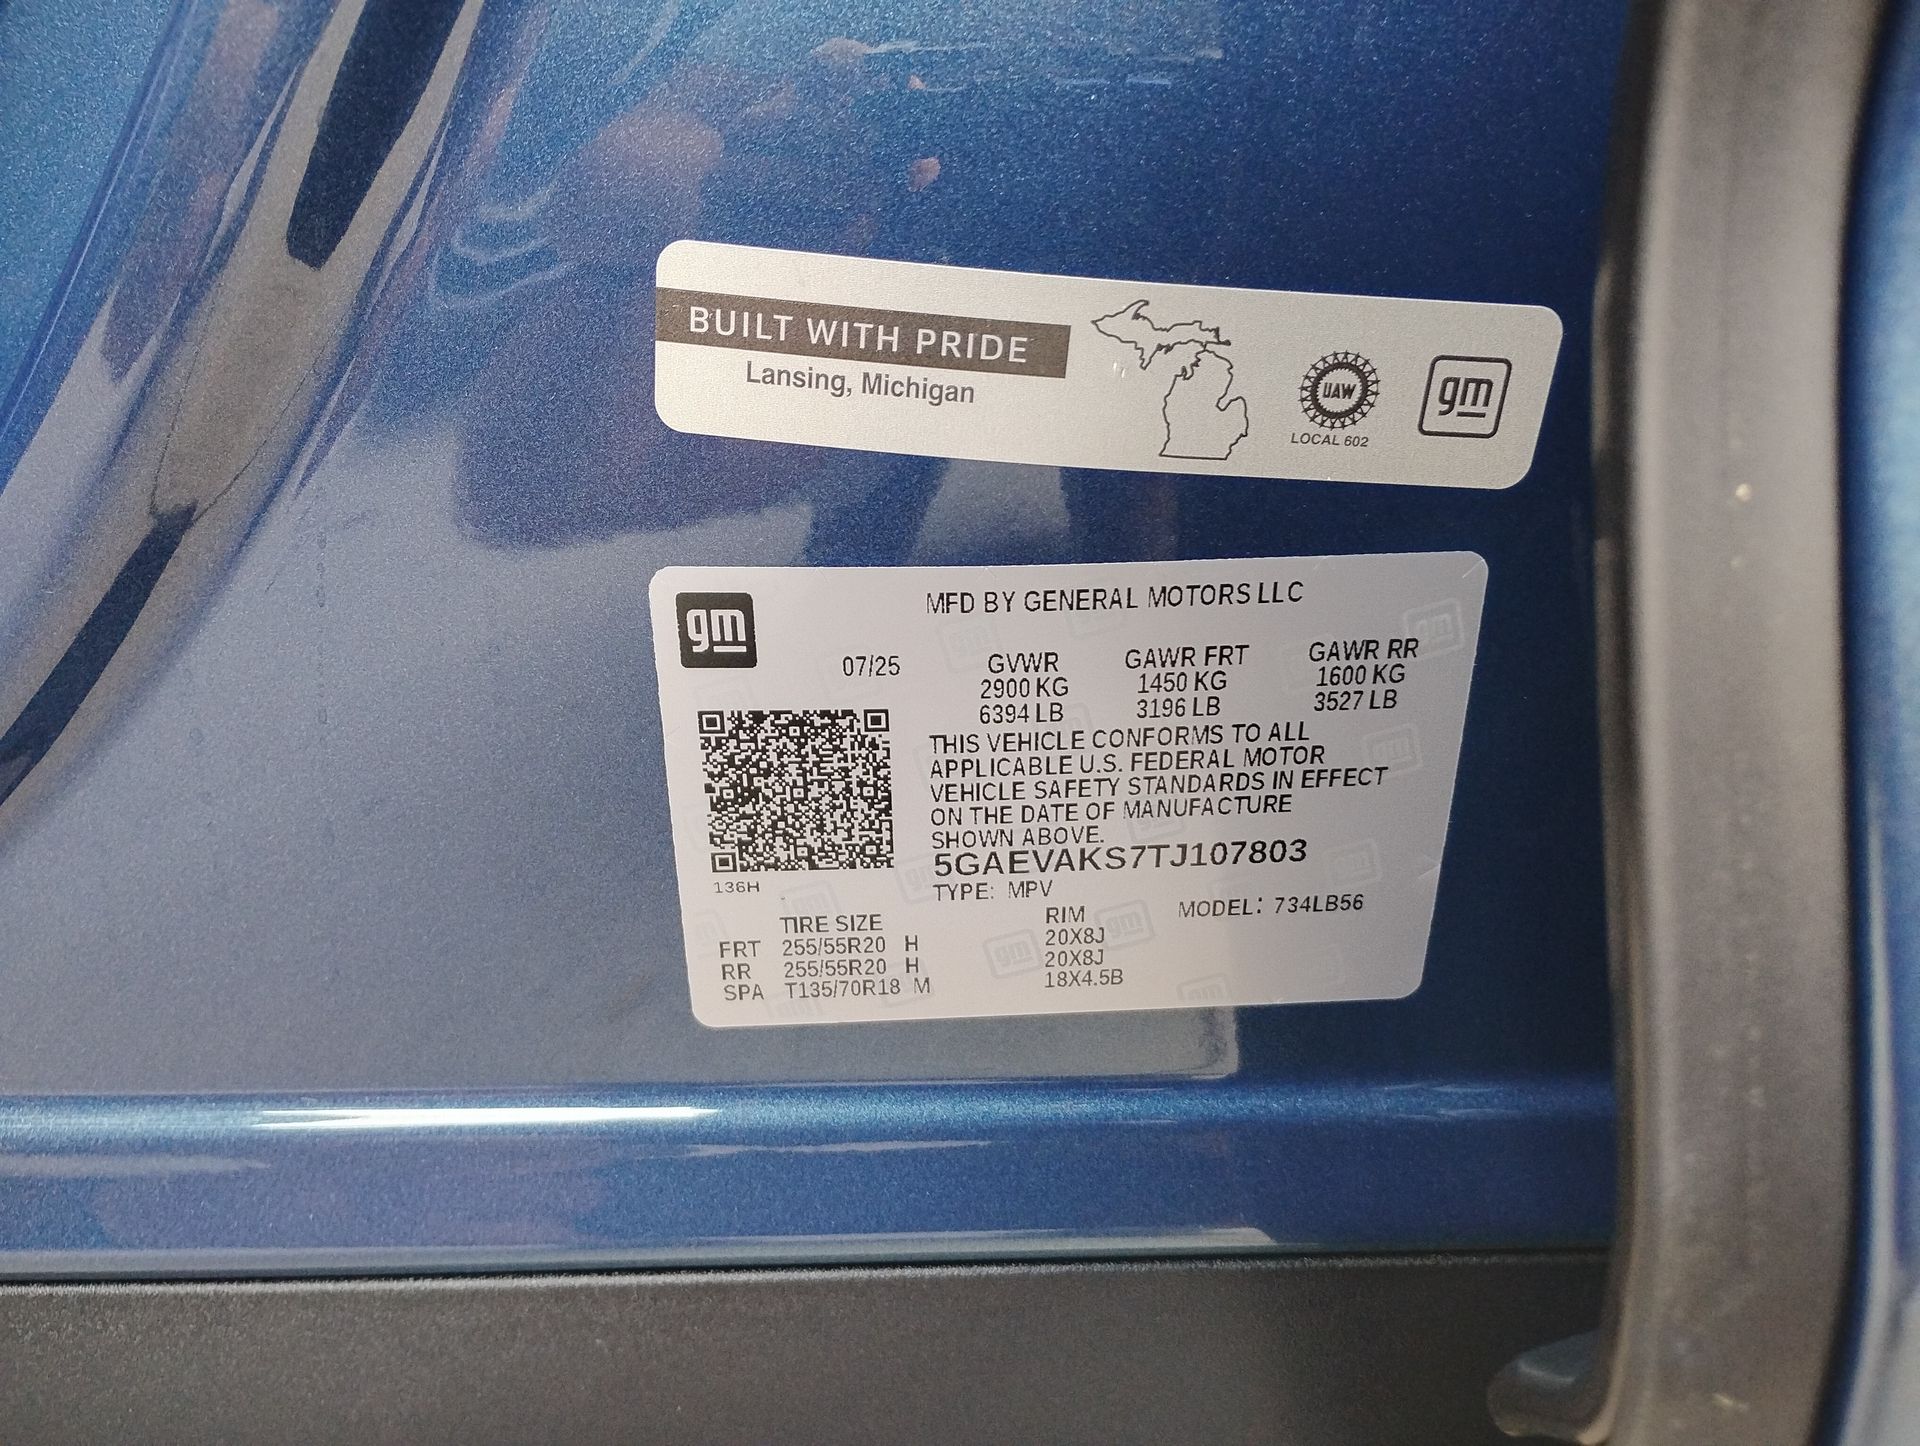 BUILT WITH PRIDE
Lansing, Michigan
UAW
LOCAL 602
gm
gm
MFD BY GENERAL MOTORS LLC
07/25
GVWR GAWR FRT GAWR RR
2900 KG 1450 KG 1600 KG
6394 LB 3196 LB 3527 LB
THIS VEHICLE CONFORMS TO ALL
APPLICABLE U.S. FEDERAL MOTOR
VEHICLE SAFETY STANDARDS IN EFFECT
ON THE DATE OF MANUFACTURE
SHOWN ABOVE.
5GAEVAKS7TJ107803
136H
TYPE: MPV
MODEL: 734LB56
TIRE SIZE RIM
FRT 255/55R20 H 20X8J
RR 255/55R20 H 20X8J
SPA T135/70R18 M 18X4.5B